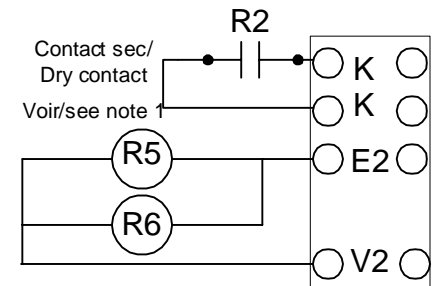 R2
Contact sec/
Dry contact
Voir/see note 1
K
K
R5
E2
R6
V2